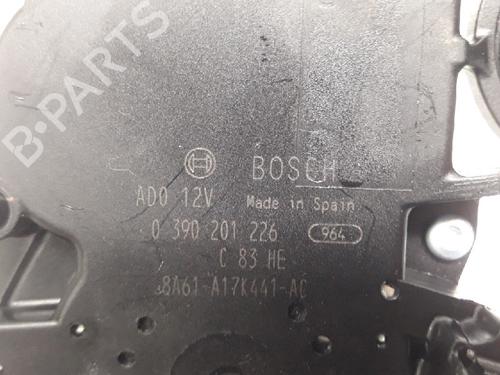 B-PARTS
BOSCH
AD0 12V Made in Spain
0 390 201 226 964
C 83 HE
8A61-A17K441-AC